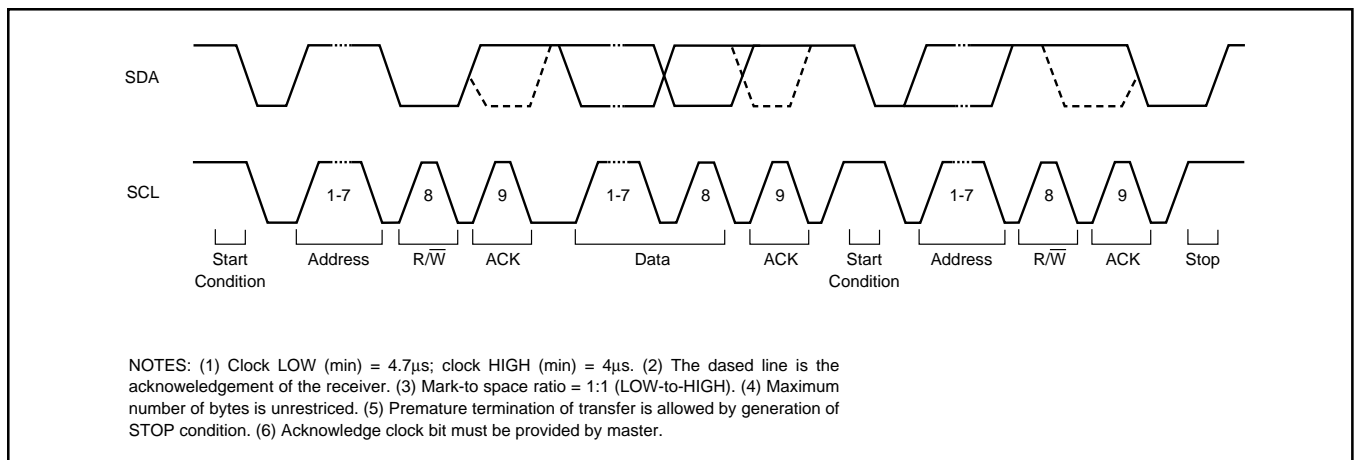 SDA
SCL
1-7
8
9
1-7
8
9
1-7
8
9
Start
Condition
Address
R/W̅
ACK
Data
ACK
Start
Condition
Address
R/W̅
ACK
Stop
NOTES: (1) Clock LOW (min) = 4.7µs; clock HIGH (min) = 4µs. (2) The dased line is the
acknoweledgement of the receiver. (3) Mark-to space ratio = 1:1 (LOW-to-HIGH). (4) Maximum
number of bytes is unrestriced. (5) Premature termination of transfer is allowed by generation of
STOP condition. (6) Acknowledge clock bit must be provided by master.